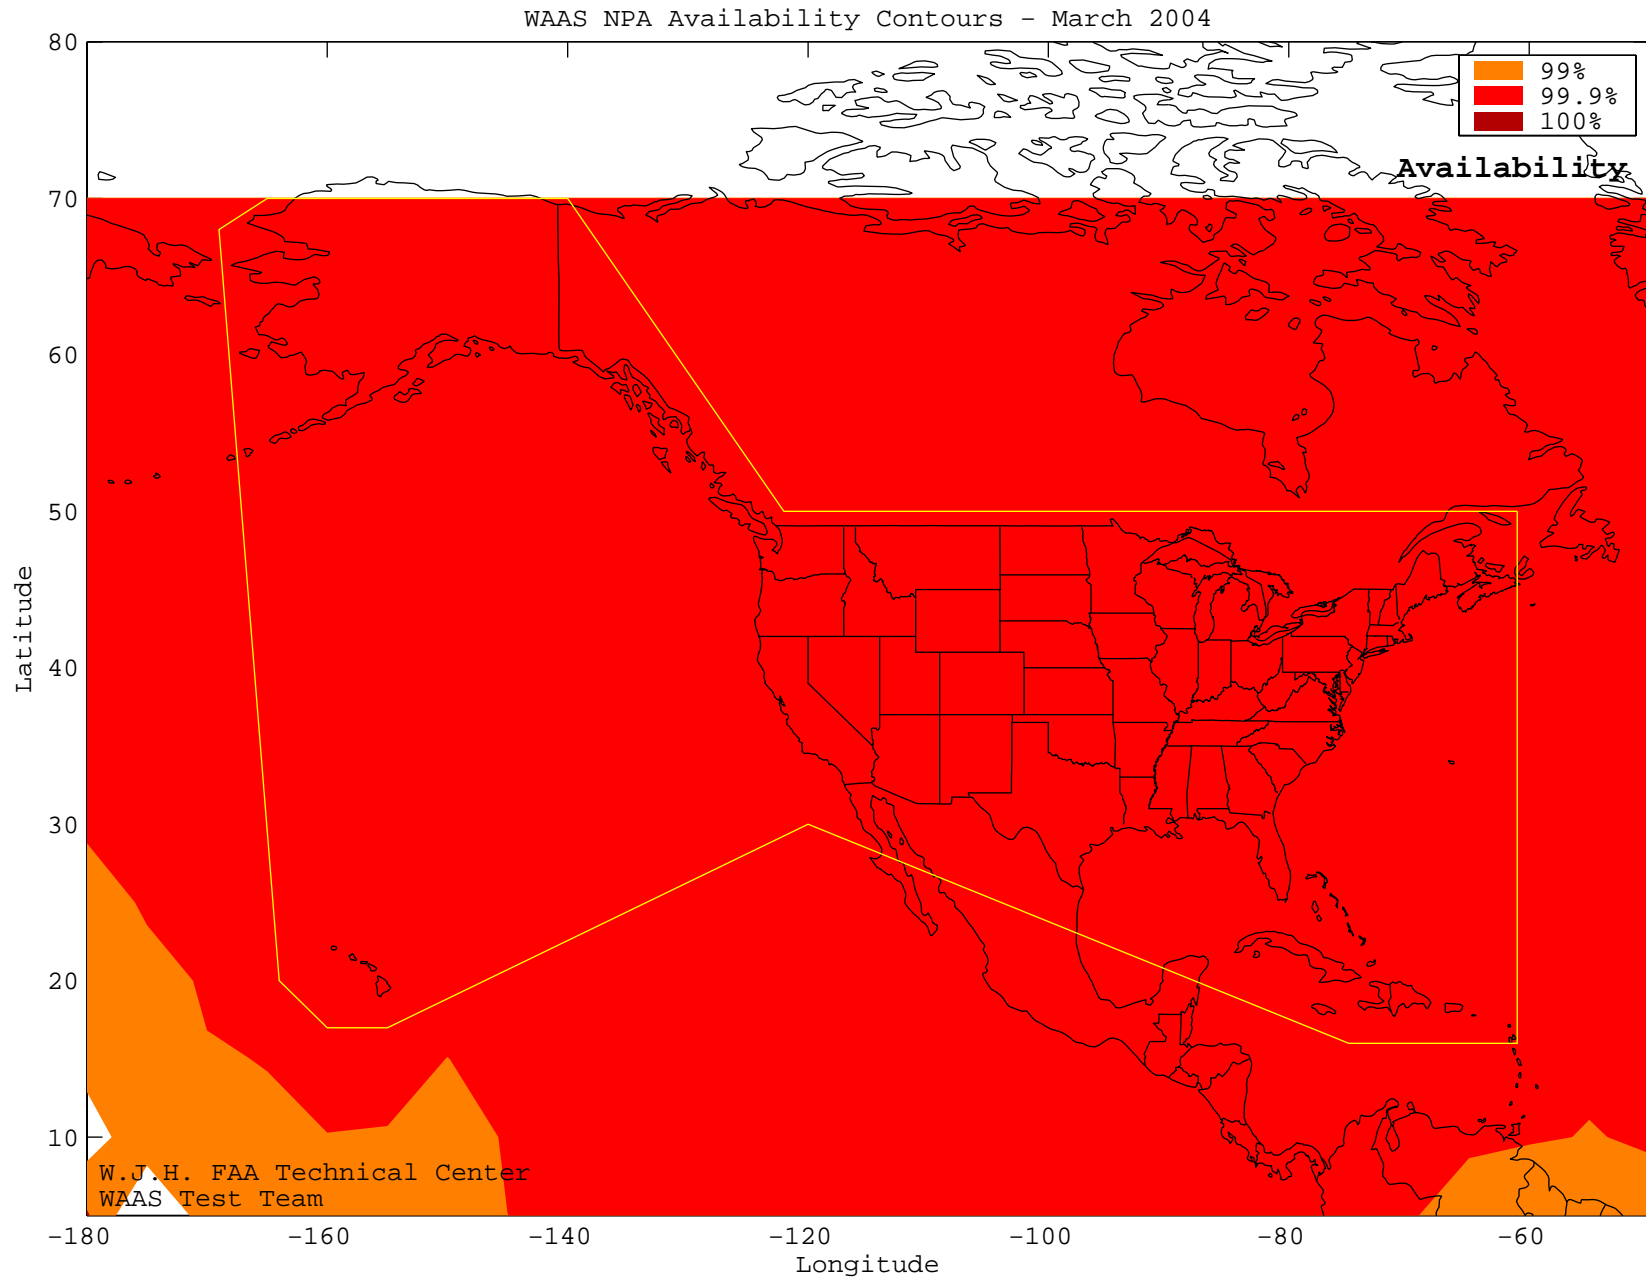 WAAS NPA Availability Contours - March 2004
80
99%
99.9%
100%
Availability
70
60
50
Latitude
40
30
20
10
W.J.H. FAA Technical Center
WAAS Test Team
-180 -160 -140 -120 -100 -80 -60
Longitude